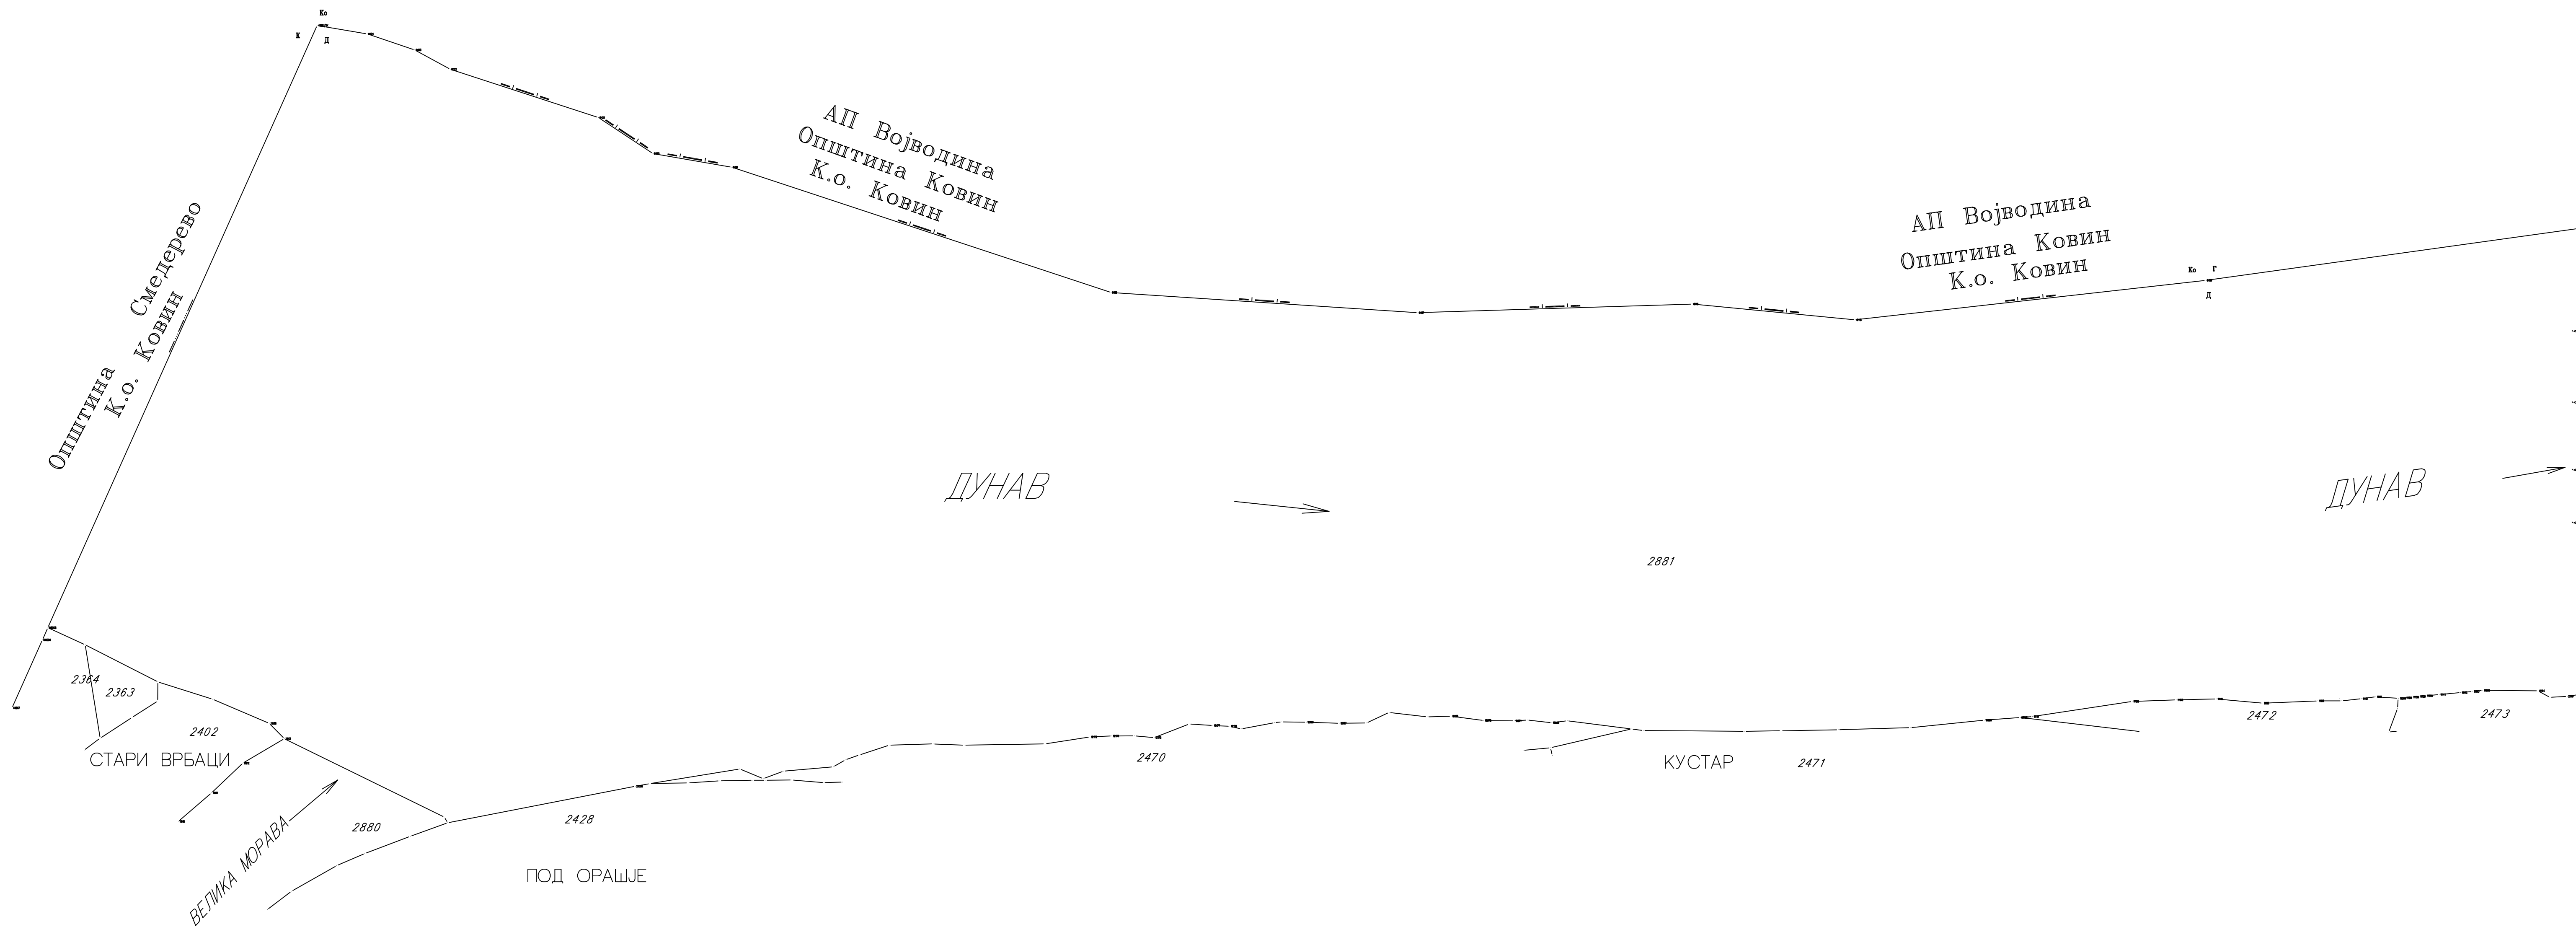 Ко
К
Д
АП Војводина
Општина Ковин
К.о. Ковин
АП Војводина
Општина Ковин
К.о. Ковин
Ко Г
Д
Општина Смедерево
К.о. Ковин
ДУНАВ
ДУНАВ
2881
2364
2363
2402
СТАРИ ВРБАЦИ
2470
КУСТАР
2471
2472
2473
2880
2428
ВЕЛИКА МОРАВА
ПОД ОРАШЈЕ